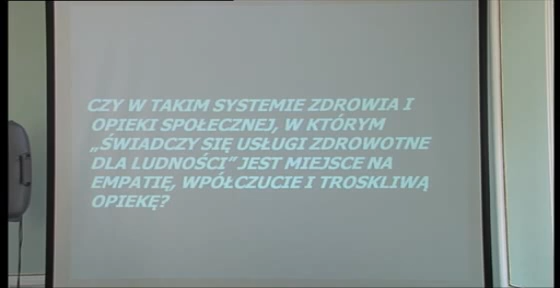 CZY W TAKIM SYSTEMIE ZDROWIA I
OPIEKI SPOŁECZNEJ, W KTÓRYM
„ŚWIADCZY SIĘ USŁUGI ZDROWOTNE
DLA LUDNOŚCI” JEST MIEJSCE NA
EMPATIĘ, WPÓŁCZUCIE I TROSKLIWĄ
OPIEKĘ?